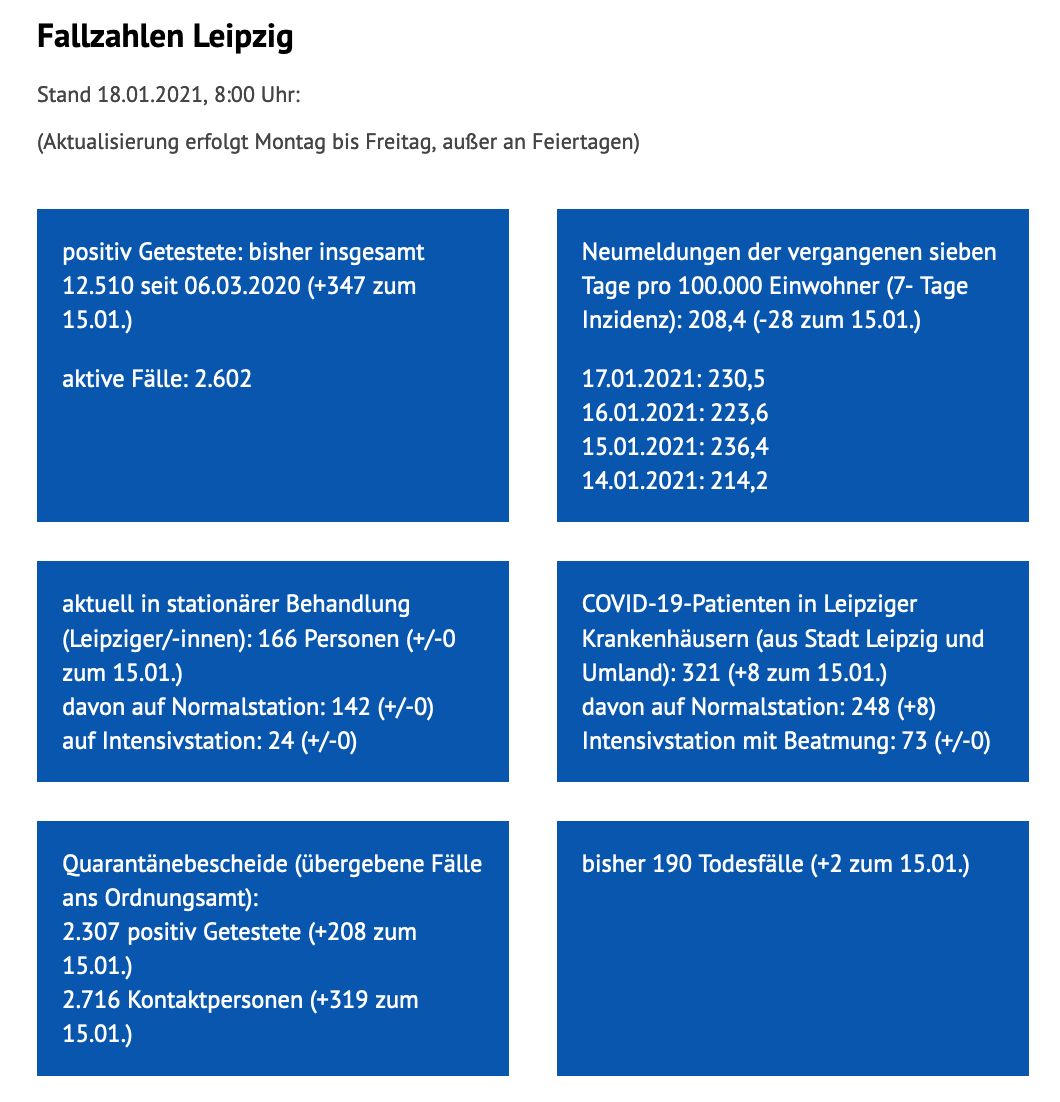 Fallzahlen Leipzig
Stand 18.01.2021, 8:00 Uhr:
(Aktualisierung erfolgt Montag bis Freitag, außer an Feiertagen)
positiv Getestete: bisher insgesamt
12.510 seit 06.03.2020 (+347 zum
15.01.)
aktive Fälle: 2.602
Neumeldungen der vergangenen sieben
Tage pro 100.000 Einwohner (7- Tage
Inzidenz): 208,4 (-28 zum 15.01.)
17.01.2021: 230,5
16.01.2021: 223,6
15.01.2021: 236,4
14.01.2021: 214,2
aktuell in stationärer Behandlung
(Leipziger/-innen): 166 Personen (+/-0
zum 15.01.)
davon auf Normalstation: 142 (+/-0)
auf Intensivstation: 24 (+/-0)
COVID-19-Patienten in Leipziger
Krankenhäusern (aus Stadt Leipzig und
Umland): 321 (+8 zum 15.01.)
davon auf Normalstation: 248 (+8)
Intensivstation mit Beatmung: 73 (+/-0)
Quarantänebescheide (übergebene Fälle
ans Ordnungsamt):
2.307 positiv Getestete (+208 zum
15.01.)
2.716 Kontaktpersonen (+319 zum
15.01.)
bisher 190 Todesfälle (+2 zum 15.01.)